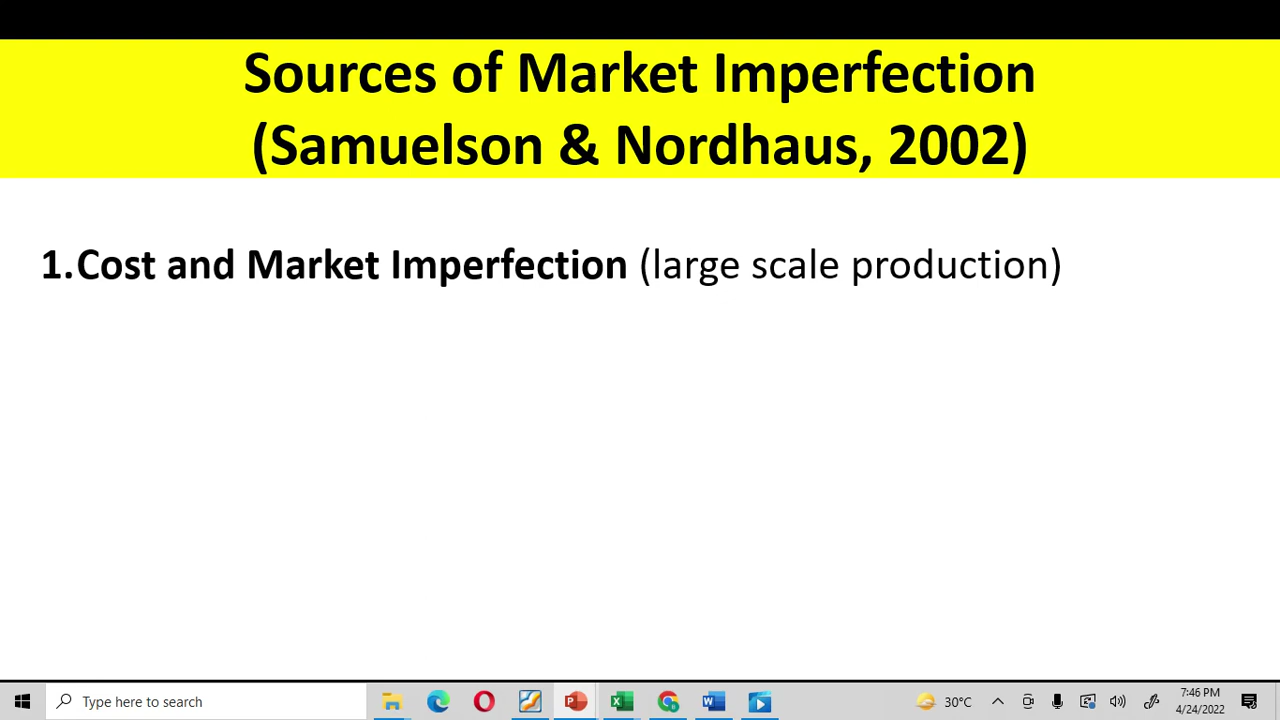 Sources of Market Imperfection
(Samuelson & Nordhaus, 2002)
1.Cost and Market Imperfection (large scale production)
Type here to search
30°C
7:46 PM
4/24/2022